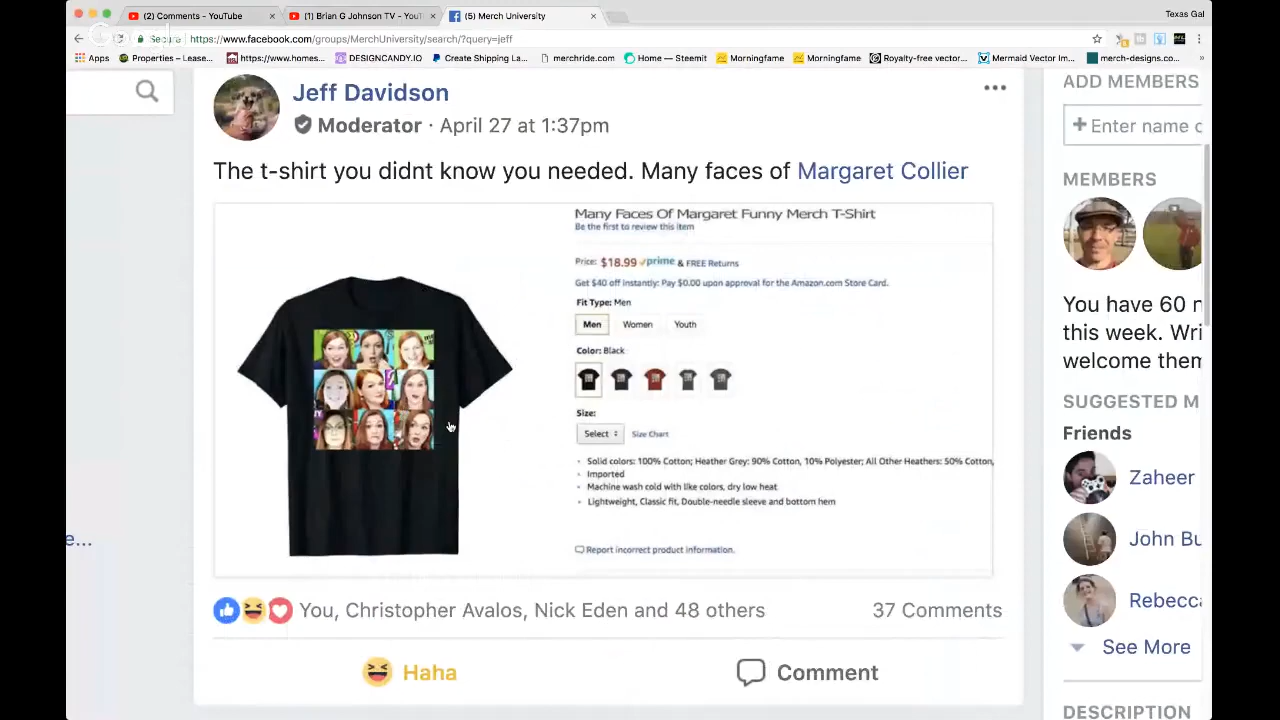 (2) Comments - YouTube
(1) Brian G Johnson TV - YouT
(5) Merch University
Texas Gal
Secure
https://www.facebook.com/groups/MerchUniversity/search/?query=jeff
Apps
Properties – Lease...
https://www.homes...
DESIGNCANDY.IO
Create Shipping La...
merchride.com
Home — Steemit
Morningfame
Morningfame
Royalty-free vector...
Mermaid Vector Im...
merch-designs.co...
»
Jeff Davidson
Moderator · April 27 at 1:37pm
The t-shirt you didnt know you needed. Many faces of Margaret Collier
Many Faces Of Margaret Funny Merch T-Shirt
Be the first to review this item
Price: $18.99 prime & FREE Returns
Get $40 off instantly: Pay $0.00 upon approval for the Amazon.com Store Card.
Fit Type: Men
Men
Women
Youth
Color: Black
Size:
Select
Size Chart
• Solid colors: 100% Cotton; Heather Grey: 90% Cotton, 10% Polyester; All Other Heathers: 50% Cotton,
• Imported
• Machine wash cold with like colors, dry low heat
• Lightweight, Classic fit, Double-needle sleeve and bottom hem
Report incorrect product information.
You, Christopher Avalos, Nick Eden and 48 others
37 Comments
Haha
Comment
e...
ADD MEMBERS
+ Enter name o
MEMBERS
You have 60 n
this week. Wri
welcome them
SUGGESTED M
Friends
Zaheer
John Bu
Rebecca
See More
DESCRIPTION